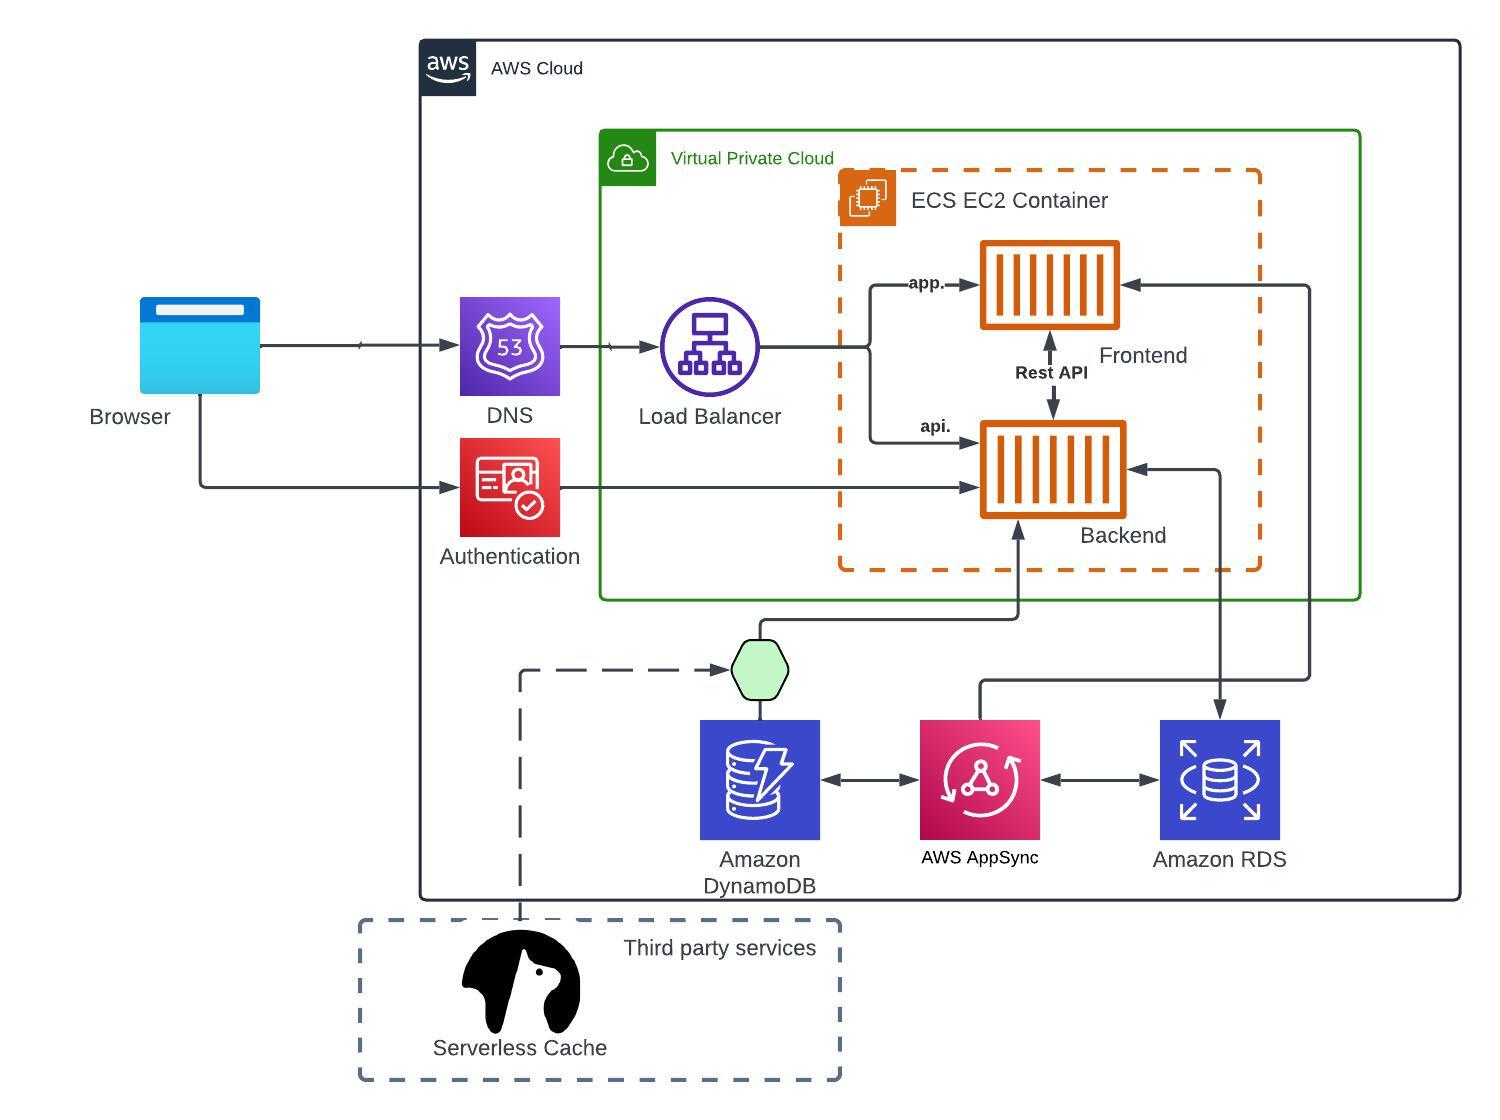 aws
AWS Cloud
Virtual Private Cloud
ECS EC2 Container
app.
53
Rest API
Frontend
Browser
DNS
Load Balancer
api.
Backend
Authentication
Amazon
DynamoDB
AWS AppSync
Amazon RDS
Third party services
Serverless Cache